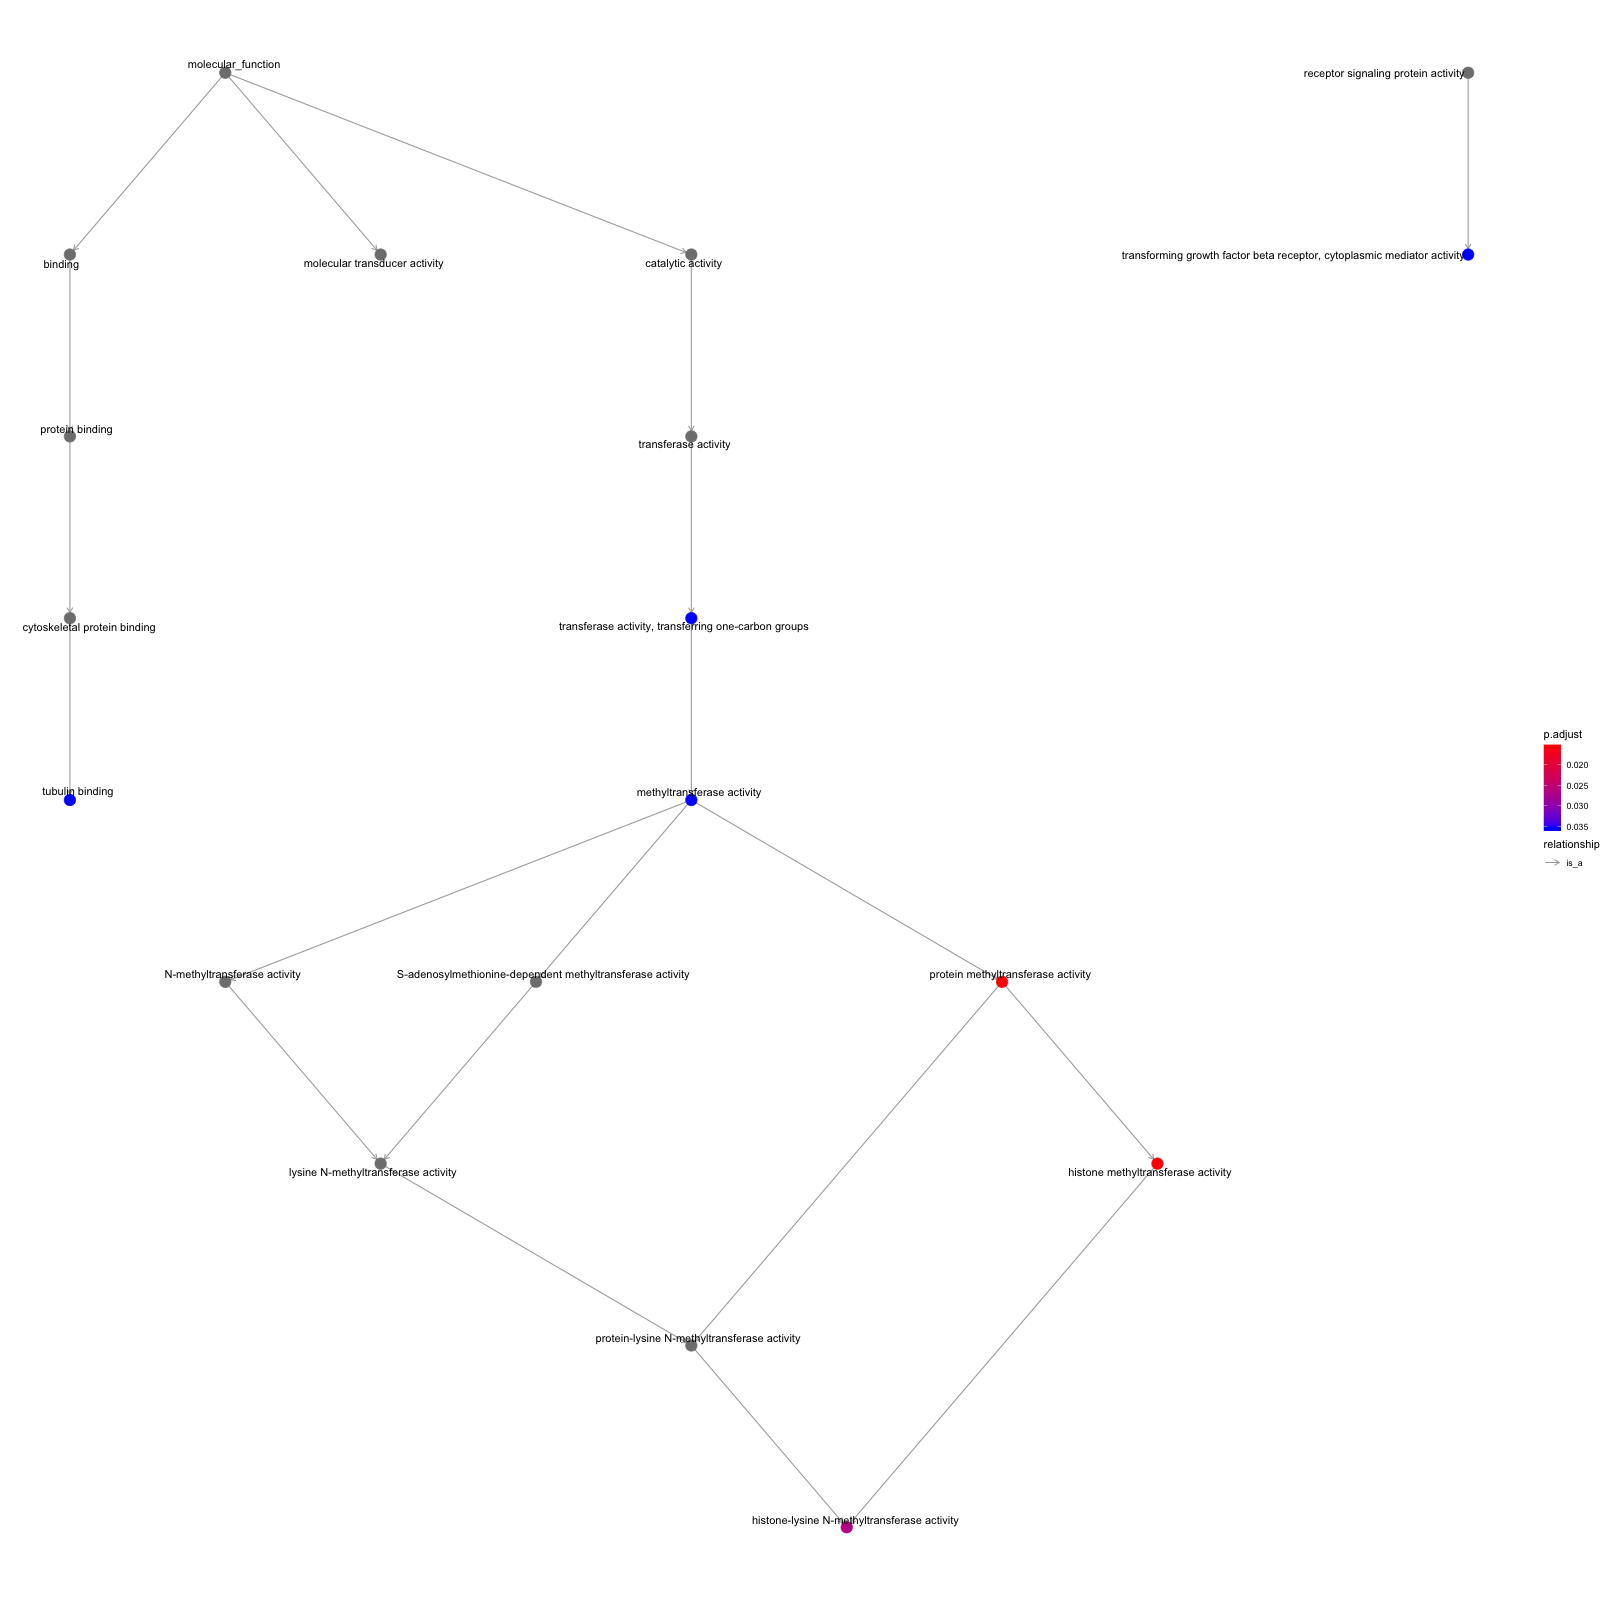 molecular_function
receptor signaling protein activity
binding
molecular transducer activity
catalytic activity
transforming growth factor beta receptor, cytoplasmic mediator activity
protein binding
transferase activity
cytoskeletal protein binding
transferase activity, transferring one-carbon groups
tubulin binding
methyltransferase activity
p.adjust
0.020
0.025
0.030
0.035
relationship
is_a
N-methyltransferase activity
S-adenosylmethionine-dependent methyltransferase activity
protein methyltransferase activity
lysine N-methyltransferase activity
histone methyltransferase activity
protein-lysine N-methyltransferase activity
histone-lysine N-methyltransferase activity